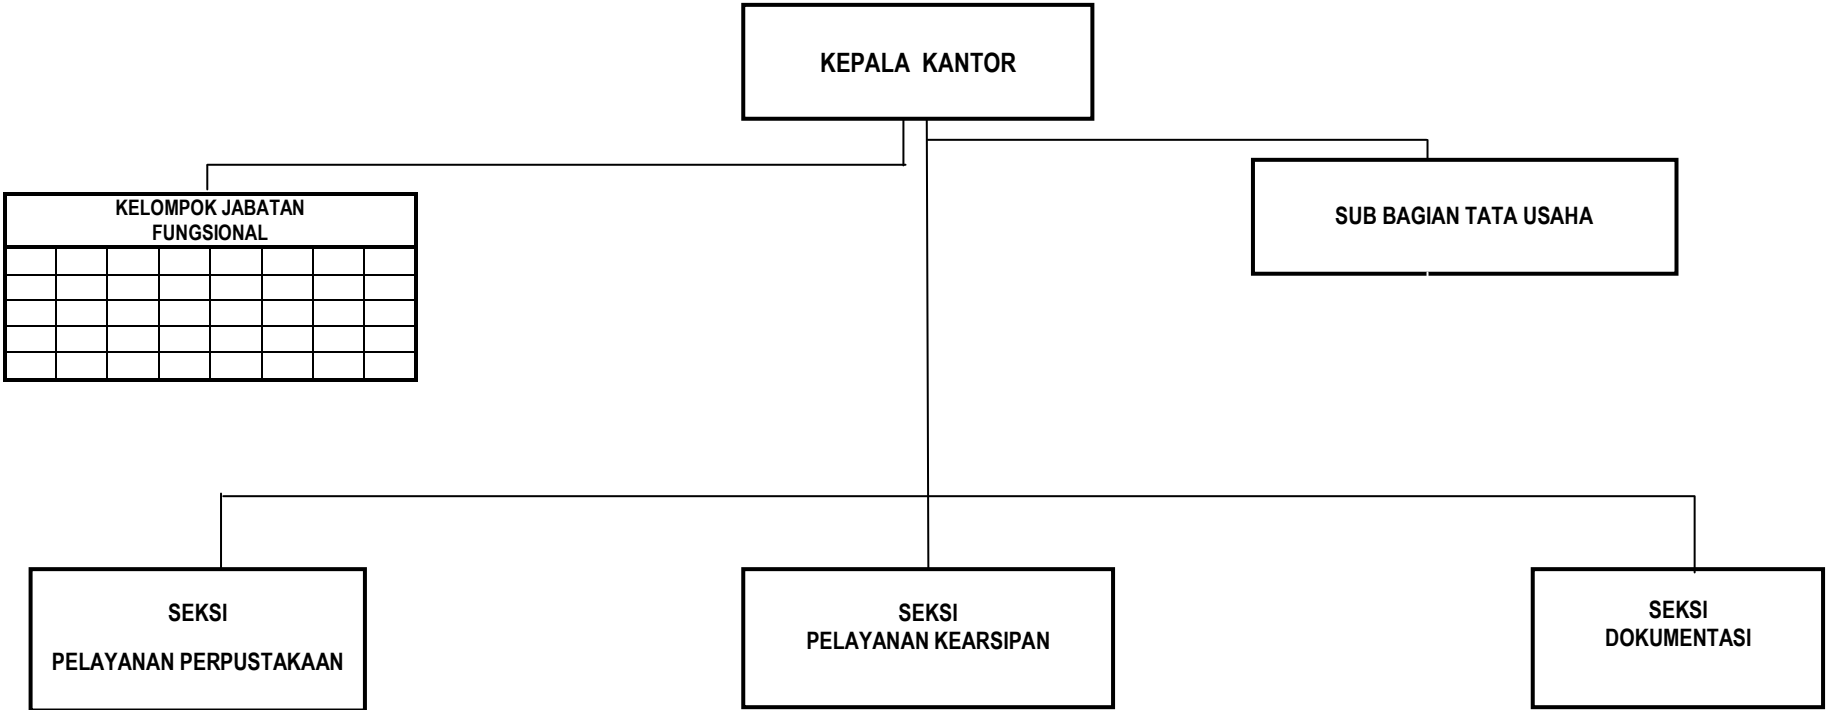 KEPALA KANTOR
KELOMPOK JABATAN
FUNGSIONAL
SUB BAGIAN TATA USAHA
SEKSI
PELAYANAN PERPUSTAKAAN
SEKSI
PELAYANAN KEARSIPAN
SEKSI
DOKUMENTASI